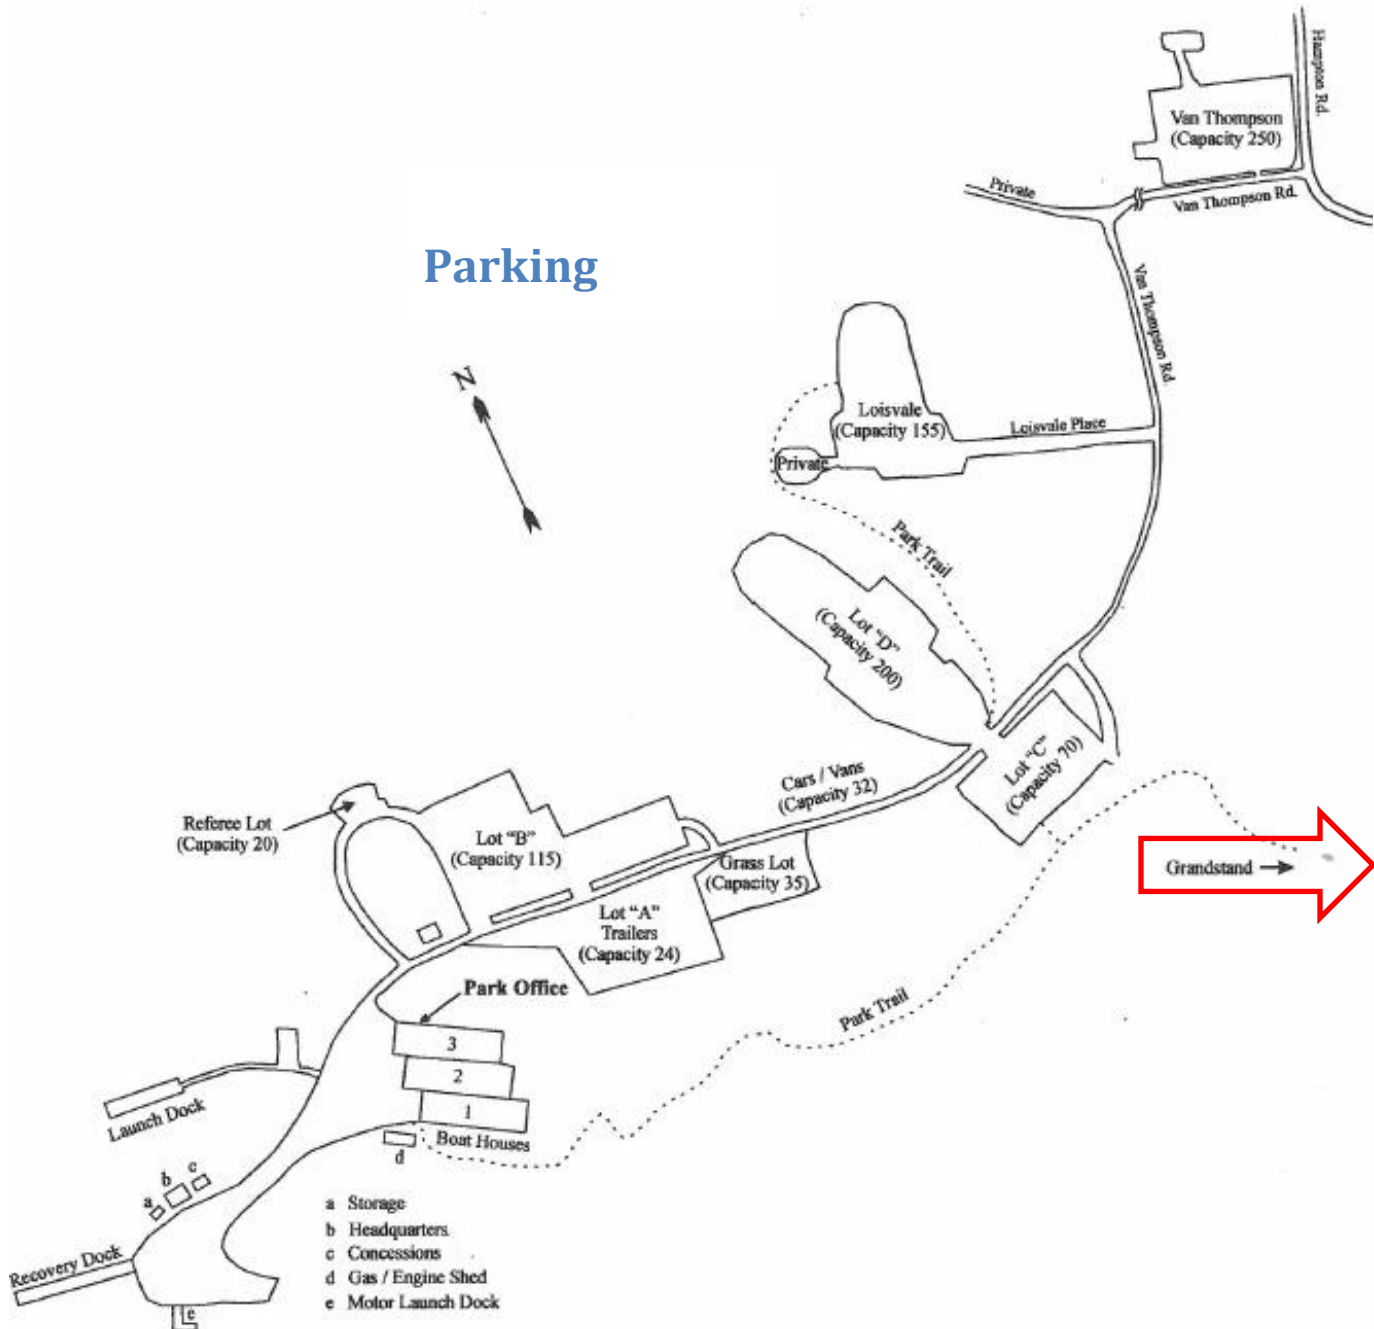 Hampton Rd.
Van Thompson
(Capacity 250)
Private
Van Thompson Rd.
Parking
Van Thompson Rd.
N
Loisvale
(Capacity 155)
Loisvale Place
Private
Park Trail
Lot "D"
(Capacity 200)
Lot "C"
(Capacity 70)
Cars / Vans
(Capacity 32)
Referee Lot
(Capacity 20)
Lot "B"
(Capacity 115)
Grass Lot
(Capacity 35)
Grandstand
Lot "A"
Trailers
(Capacity 24)
Park Office
Park Trail
3
2
1
Boat Houses
d
Launch Dock
c
b
a
Recovery Dock
e
a Storage
b Headquarters
c Concessions
d Gas / Engine Shed
e Motor Launch Dock